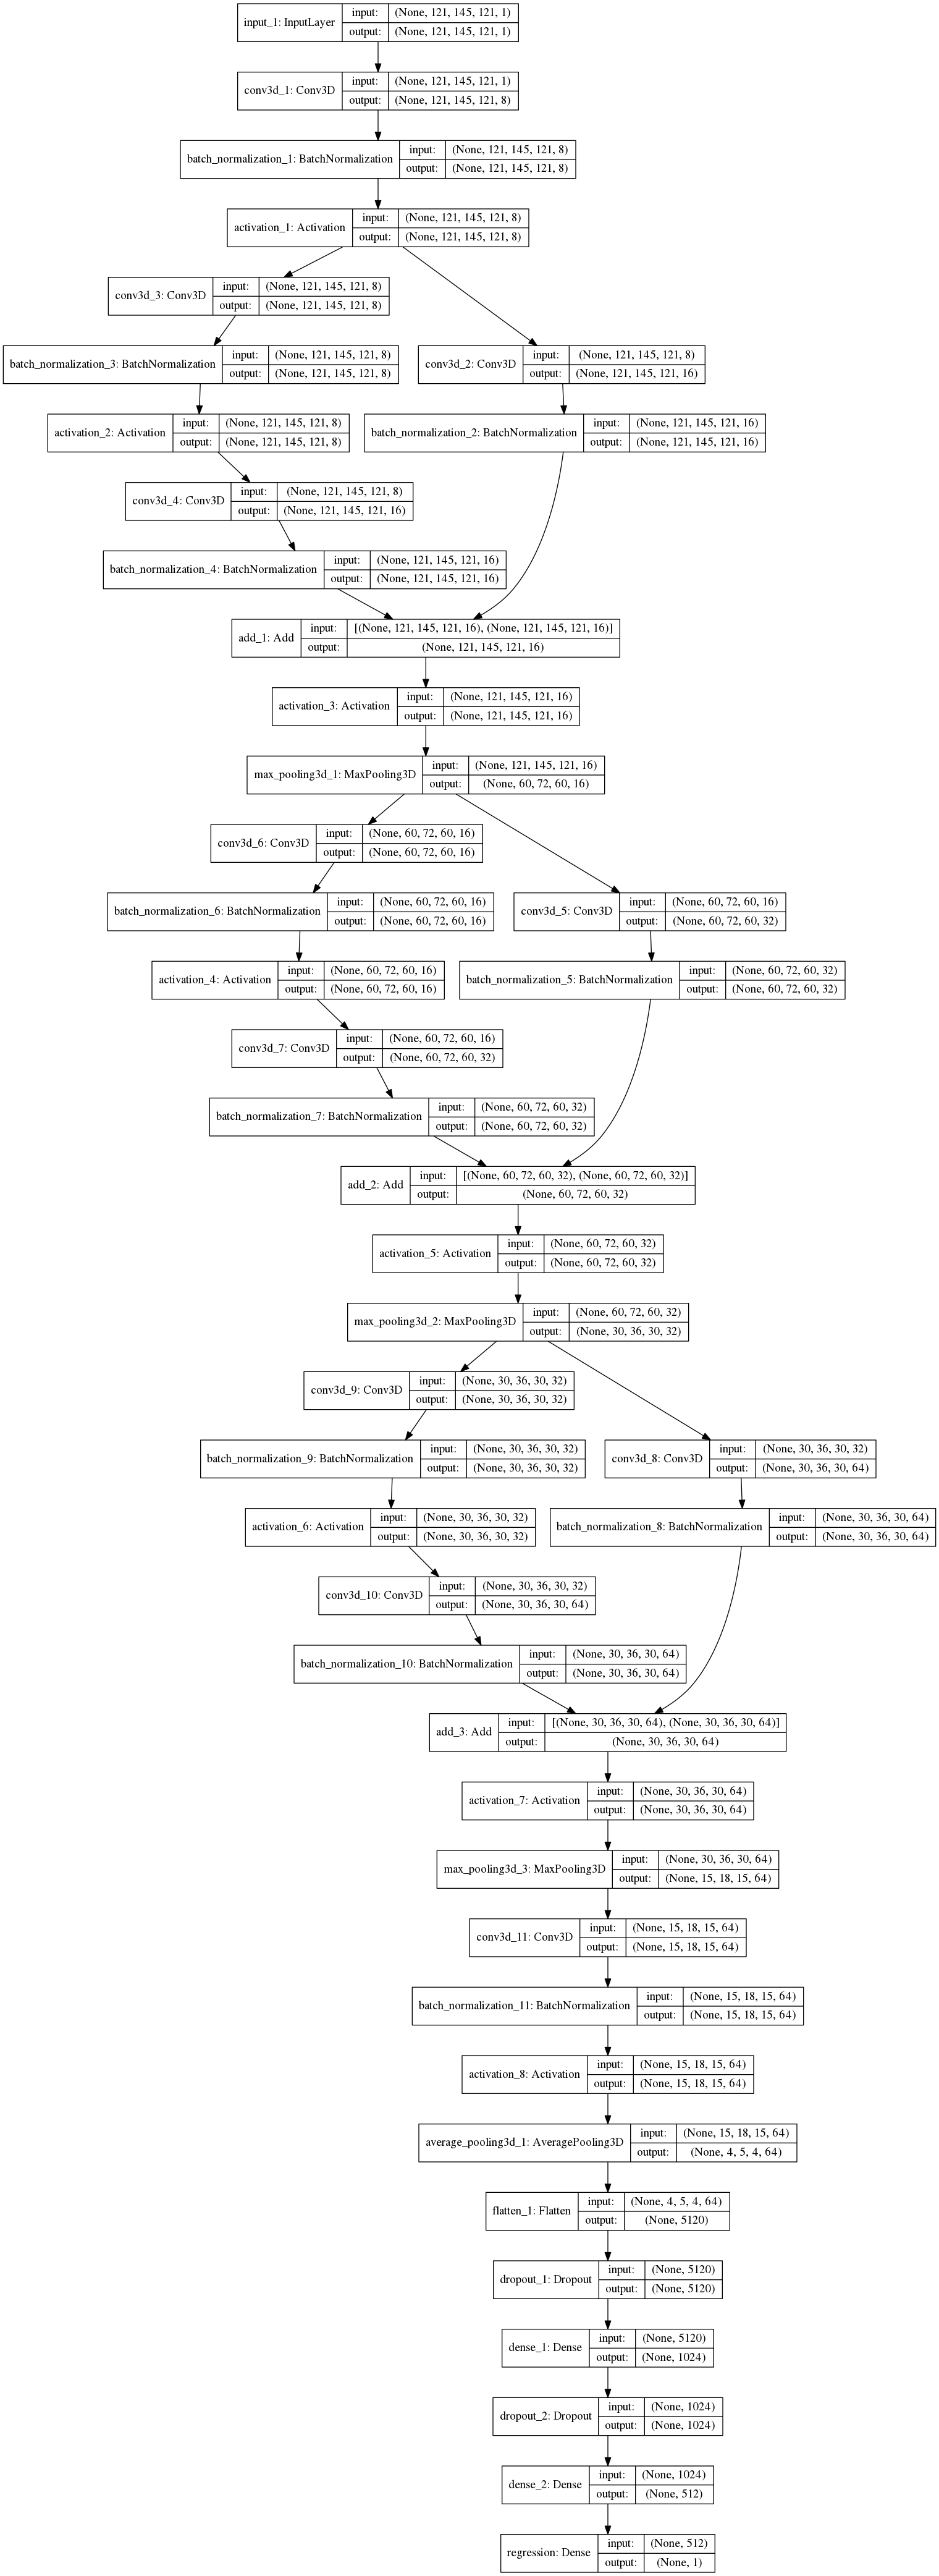 input_1: InputLayer
input: (None, 121, 145, 121, 1)
output: (None, 121, 145, 121, 1)
conv3d_1: Conv3D
input: (None, 121, 145, 121, 1)
output: (None, 121, 145, 121, 8)
batch_normalization_1: BatchNormalization
input: (None, 121, 145, 121, 8)
output: (None, 121, 145, 121, 8)
activation_1: Activation
input: (None, 121, 145, 121, 8)
output: (None, 121, 145, 121, 8)
conv3d_3: Conv3D
input: (None, 121, 145, 121, 8)
output: (None, 121, 145, 121, 8)
batch_normalization_3: BatchNormalization
input: (None, 121, 145, 121, 8)
output: (None, 121, 145, 121, 8)
conv3d_2: Conv3D
input: (None, 121, 145, 121, 8)
output: (None, 121, 145, 121, 16)
activation_2: Activation
input: (None, 121, 145, 121, 8)
output: (None, 121, 145, 121, 8)
batch_normalization_2: BatchNormalization
input: (None, 121, 145, 121, 16)
output: (None, 121, 145, 121, 16)
conv3d_4: Conv3D
input: (None, 121, 145, 121, 8)
output: (None, 121, 145, 121, 16)
batch_normalization_4: BatchNormalization
input: (None, 121, 145, 121, 16)
output: (None, 121, 145, 121, 16)
add_1: Add
input: [(None, 121, 145, 121, 16), (None, 121, 145, 121, 16)]
output: (None, 121, 145, 121, 16)
activation_3: Activation
input: (None, 121, 145, 121, 16)
output: (None, 121, 145, 121, 16)
max_pooling3d_1: MaxPooling3D
input: (None, 121, 145, 121, 16)
output: (None, 60, 72, 60, 16)
conv3d_6: Conv3D
input: (None, 60, 72, 60, 16)
output: (None, 60, 72, 60, 16)
batch_normalization_6: BatchNormalization
input: (None, 60, 72, 60, 16)
output: (None, 60, 72, 60, 16)
conv3d_5: Conv3D
input: (None, 60, 72, 60, 16)
output: (None, 60, 72, 60, 32)
activation_4: Activation
input: (None, 60, 72, 60, 16)
output: (None, 60, 72, 60, 16)
batch_normalization_5: BatchNormalization
input: (None, 60, 72, 60, 32)
output: (None, 60, 72, 60, 32)
conv3d_7: Conv3D
input: (None, 60, 72, 60, 16)
output: (None, 60, 72, 60, 32)
batch_normalization_7: BatchNormalization
input: (None, 60, 72, 60, 32)
output: (None, 60, 72, 60, 32)
add_2: Add
input: [(None, 60, 72, 60, 32), (None, 60, 72, 60, 32)]
output: (None, 60, 72, 60, 32)
activation_5: Activation
input: (None, 60, 72, 60, 32)
output: (None, 60, 72, 60, 32)
max_pooling3d_2: MaxPooling3D
input: (None, 60, 72, 60, 32)
output: (None, 30, 36, 30, 32)
conv3d_9: Conv3D
input: (None, 30, 36, 30, 32)
output: (None, 30, 36, 30, 32)
batch_normalization_9: BatchNormalization
input: (None, 30, 36, 30, 32)
output: (None, 30, 36, 30, 32)
conv3d_8: Conv3D
input: (None, 30, 36, 30, 32)
output: (None, 30, 36, 30, 64)
activation_6: Activation
input: (None, 30, 36, 30, 32)
output: (None, 30, 36, 30, 32)
batch_normalization_8: BatchNormalization
input: (None, 30, 36, 30, 64)
output: (None, 30, 36, 30, 64)
conv3d_10: Conv3D
input: (None, 30, 36, 30, 32)
output: (None, 30, 36, 30, 64)
batch_normalization_10: BatchNormalization
input: (None, 30, 36, 30, 64)
output: (None, 30, 36, 30, 64)
add_3: Add
input: [(None, 30, 36, 30, 64), (None, 30, 36, 30, 64)]
output: (None, 30, 36, 30, 64)
activation_7: Activation
input: (None, 30, 36, 30, 64)
output: (None, 30, 36, 30, 64)
max_pooling3d_3: MaxPooling3D
input: (None, 30, 36, 30, 64)
output: (None, 15, 18, 15, 64)
conv3d_11: Conv3D
input: (None, 15, 18, 15, 64)
output: (None, 15, 18, 15, 64)
batch_normalization_11: BatchNormalization
input: (None, 15, 18, 15, 64)
output: (None, 15, 18, 15, 64)
activation_8: Activation
input: (None, 15, 18, 15, 64)
output: (None, 15, 18, 15, 64)
average_pooling3d_1: AveragePooling3D
input: (None, 15, 18, 15, 64)
output: (None, 4, 5, 4, 64)
flatten_1: Flatten
input: (None, 4, 5, 4, 64)
output: (None, 5120)
dropout_1: Dropout
input: (None, 5120)
output: (None, 5120)
dense_1: Dense
input: (None, 5120)
output: (None, 1024)
dropout_2: Dropout
input: (None, 1024)
output: (None, 1024)
dense_2: Dense
input: (None, 1024)
output: (None, 512)
regression: Dense
input: (None, 512)
output: (None, 1)